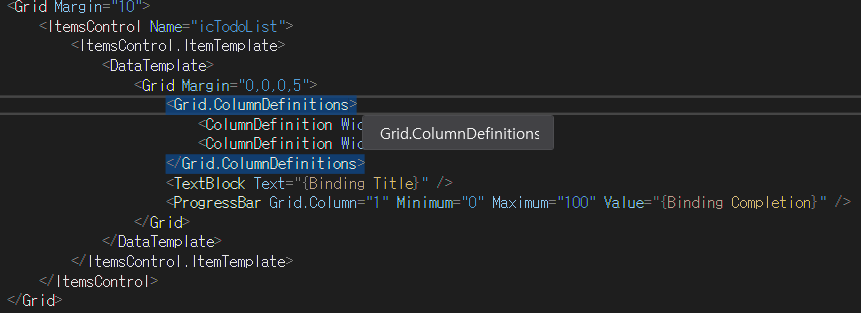 <Grid Margin="10">
<ItemsControl Name="icTodoList">
<ItemsControl.ItemTemplate>
<DataTemplate>
<Grid Margin="0,0,0,5">
<Grid.ColumnDefinitions>
<ColumnDefinition Wid
Grid.ColumnDefinitions
<ColumnDefinition Wid
</Grid.ColumnDefinitions>
<TextBlock Text="{Binding Title}" />
<ProgressBar Grid.Column="1" Minimum="0" Maximum="100" Value="{Binding Completion}" />
</Grid>
</DataTemplate>
</ItemsControl.ItemTemplate>
</ItemsControl>
</Grid>